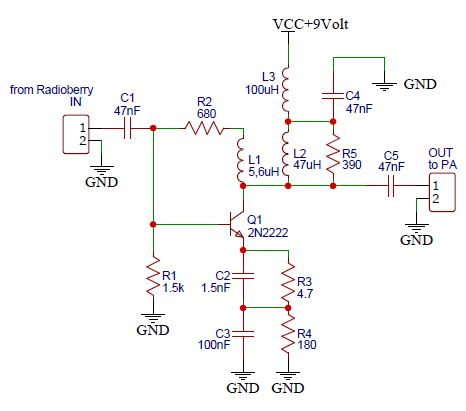 VCC+9Volt
L3
100uH
GND
C4
47nF
from Radioberry
IN
C1
47nF
R2
680
1
2
GND
L1
5,6uH
L2
47uH
R5
390
C5
47nF
OUT
to PA
1
2
GND
Q1
2N2222
R1
1.5k
GND
C2
1.5nF
R3
4.7
C3
100nF
R4
180
GND
GND